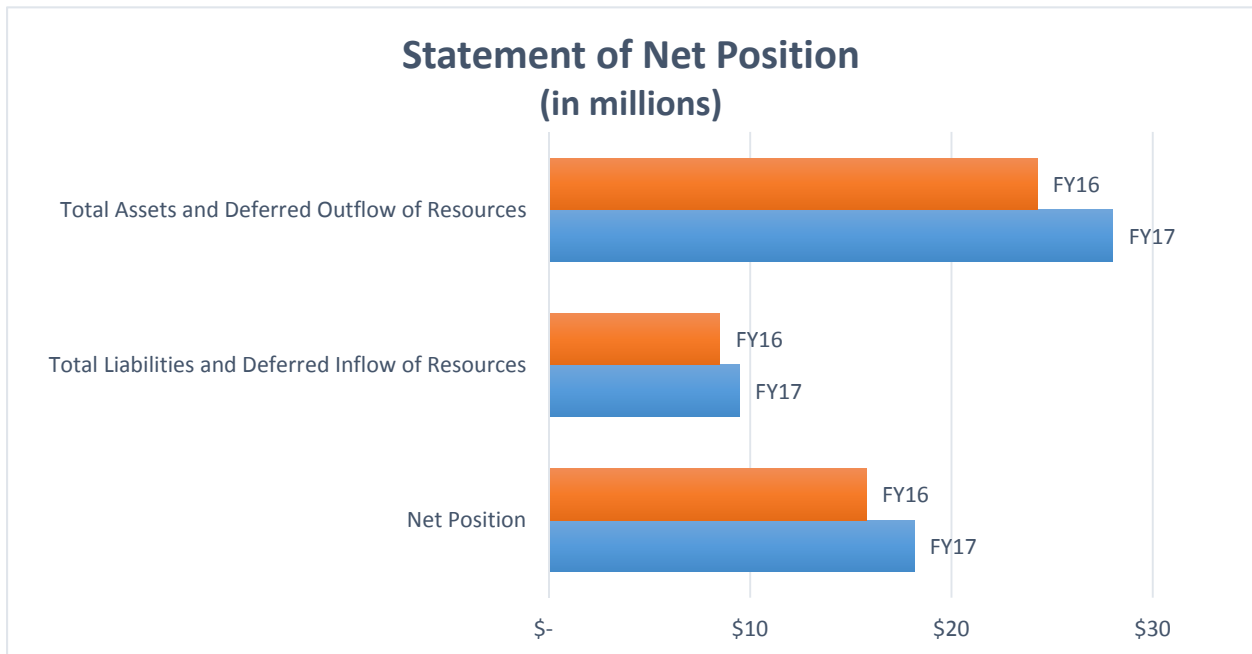 Statement of Net Position
(in millions)
FY16
Total Assets and Deferred Outflow of Resources
FY17
FY16
Total Liabilities and Deferred Inflow of Resources
FY17
FY16
Net Position
FY17
$-
$10
$20
$30